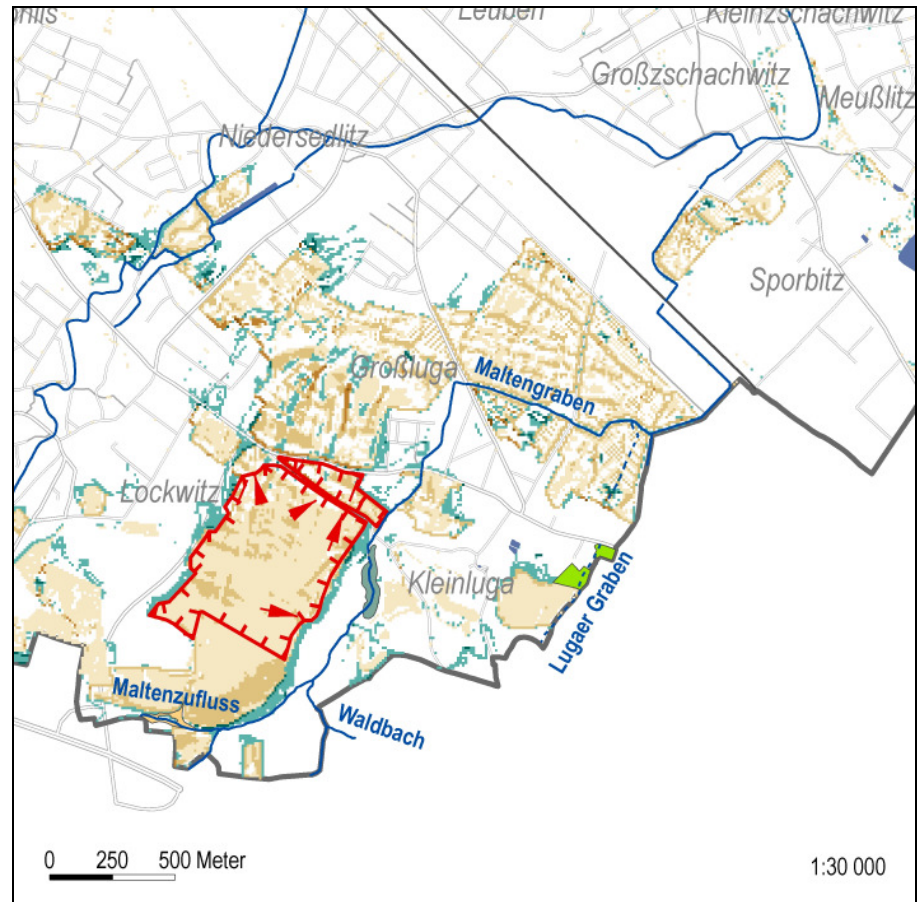 Leuben
Kleinzschachwitz
Großzschachwitz
Meußlitz
Niedersedlitz
Sporbitz
Großluga
Maltengraben
Lockwitz
Kleinluga
Lugaer Graben
Maltenzufluss
Waldbach
0 250 500 Meter
1:30 000